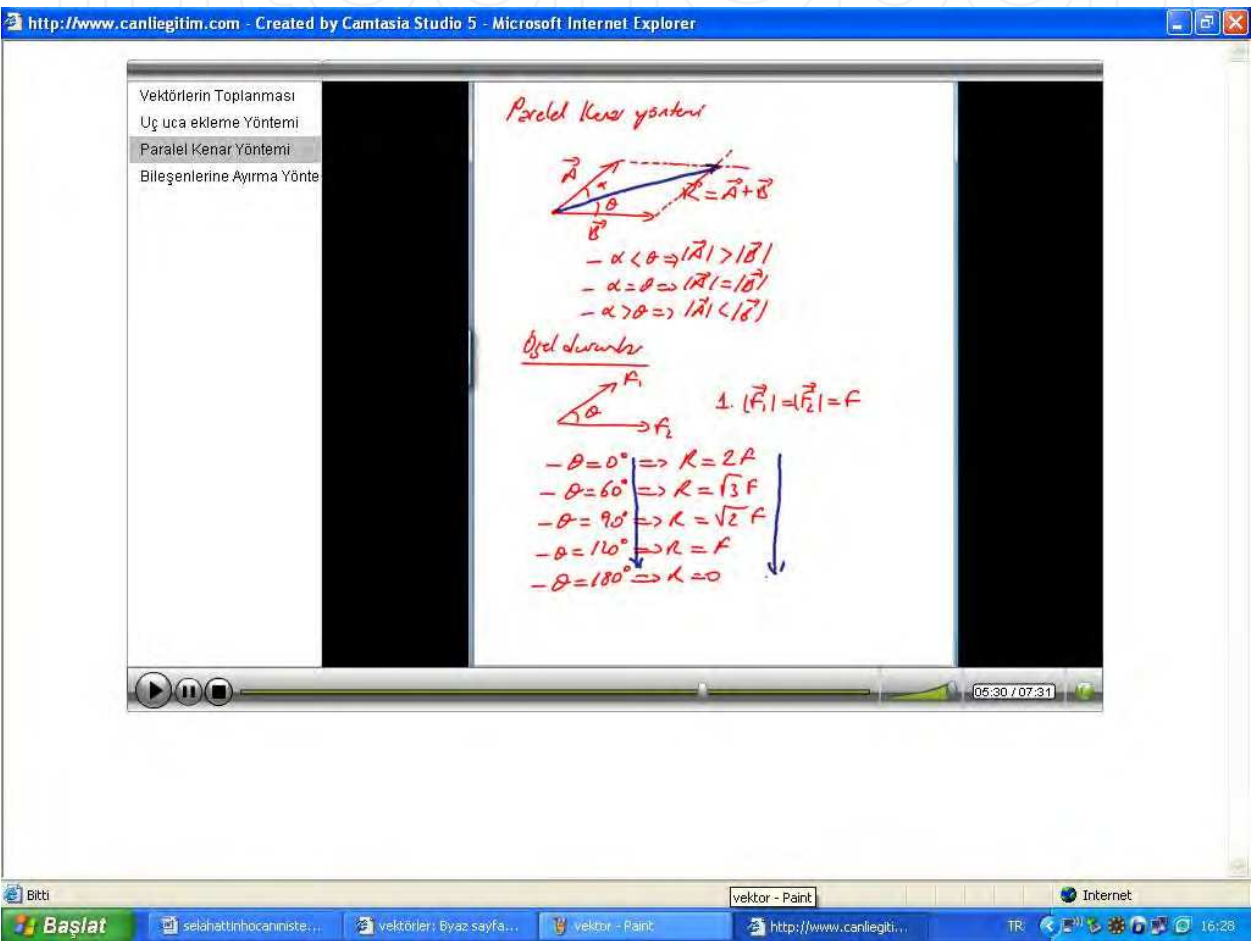 http://www.canliegitim.com - Created by Camtasia Studio 5 - Microsoft Internet Explorer
Vektörlerin Toplanması
Uç uca ekleme Yöntemi
Paralel Kenar Yöntemi
Bileşenlerine Ayırma Yönte
Paralel Kenar yöntemi
A⃗ α
R⃗ = A⃗ + B⃗
θ
B⃗
- α < θ => |A⃗| > |B⃗|
- α = θ => |A⃗| = |B⃗|
- α > θ => |A⃗| < |B⃗|
Özel durumlar
F₁
θ
F₂
1. |F⃗₁| = |F⃗₂| = F
- θ = 0° => R = 2F
- θ = 60° => R = √3 F
- θ = 90° => R = √2 F
- θ = 120° => R = F
- θ = 180° => R = 0
05:30 / 07:31
Bitti
vektor - Paint
Internet
Başlat
selahattinhocaministe...
vektörler: Byaz sayfa...
vektor - Paint
http://www.canliegiti...
TR
16:28